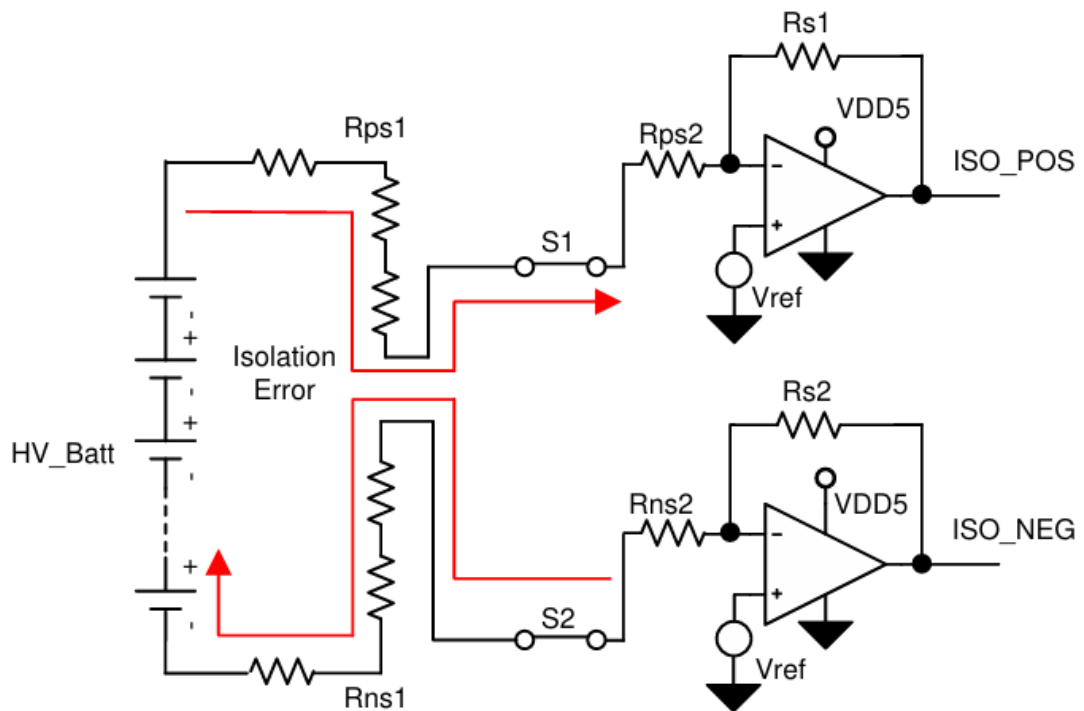 Rs1
VDD5
Rps1
Rps2
-
ISO_POS
+
S1
Vref
-
+
Isolation
Error
-
+
Rs2
HV_Batt
-
VDD5
Rns2
-
ISO_NEG
+
+
S2
-
Vref
Rns1